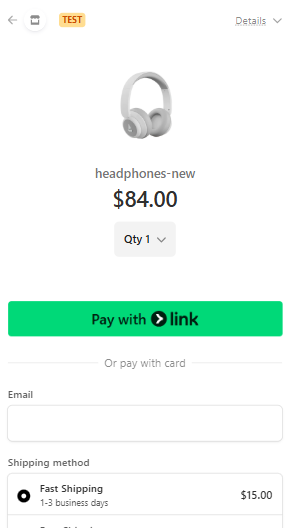 TEST
Details
headphones-new
$84.00
Qty 1
Pay with link
Or pay with card
Email
Shipping method
Fast Shipping
1-3 business days
$15.00